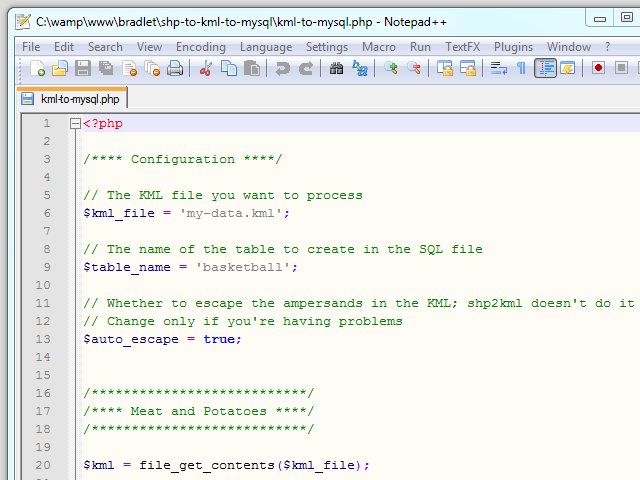 C:\wamp\www\bradlet\shp-to-kml-to-mysql\kml-to-mysql.php - Notepad++
File Edit Search View Encoding Language Settings Macro Run TextFX Plugins Window ?
kml-to-mysql.php
1 <?php
2
3 /**** Configuration ****/
4
5 // The KML file you want to process
6 $kml_file = 'my-data.kml';
7
8 // The name of the table to create in the SQL file
9 $table_name = 'basketball';
10
11 // Whether to escape the ampersands in the KML; shp2kml doesn't do it
12 // Change only if you're having problems
13 $auto_escape = true;
14
15
16 /***************************/
17 /**** Meat and Potatoes ****/
18 /***************************/
19
20 $kml = file_get_contents($kml_file);